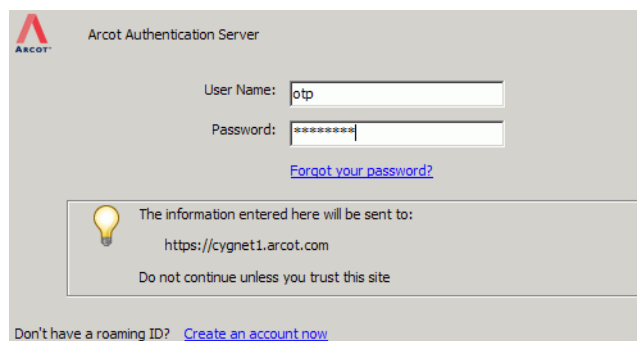 ARCOT
Arcot Authentication Server
User Name: otp
Password: ********
Forgot your password?
The information entered here will be sent to:
https://cygnet1.arcot.com
Do not continue unless you trust this site
Don't have a roaming ID? Create an account now